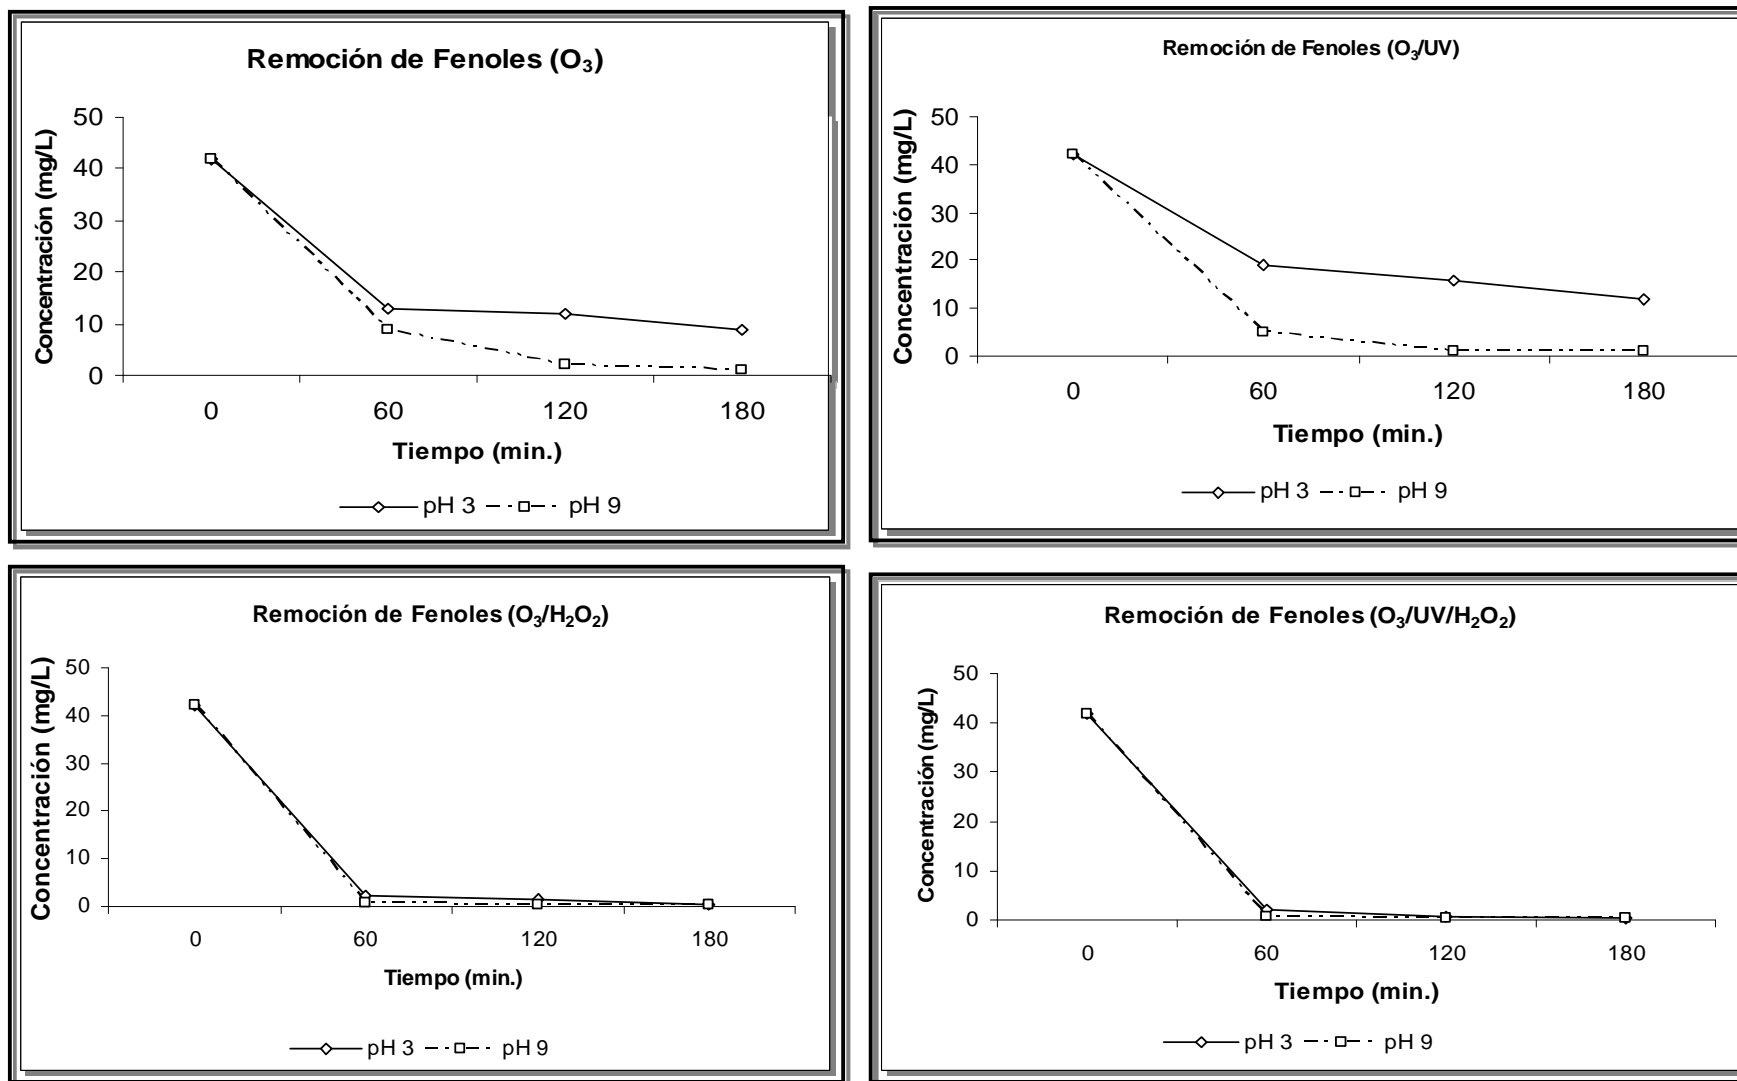 Remoción de Fenoles (O₃)
Concentración (mg/L)
50
40
30
20
10
0
0 60 120 180
Tiempo (min.)
pH 3 pH 9
Remoción de Fenoles (O₃/UV)
Concentración (mg/L)
50
40
30
20
10
0
0 60 120 180
Tiempo (min.)
pH 3 pH 9
Remoción de Fenoles (O₃/H₂O₂)
Concentración (mg/L)
50
40
30
20
10
0
0 60 120 180
Tiempo (min.)
pH 3 pH 9
Remoción de Fenoles (O₃/UV/H₂O₂)
Concentración (mg/L)
50
40
30
20
10
0
0 60 120 180
Tiempo (min.)
pH 3 pH 9